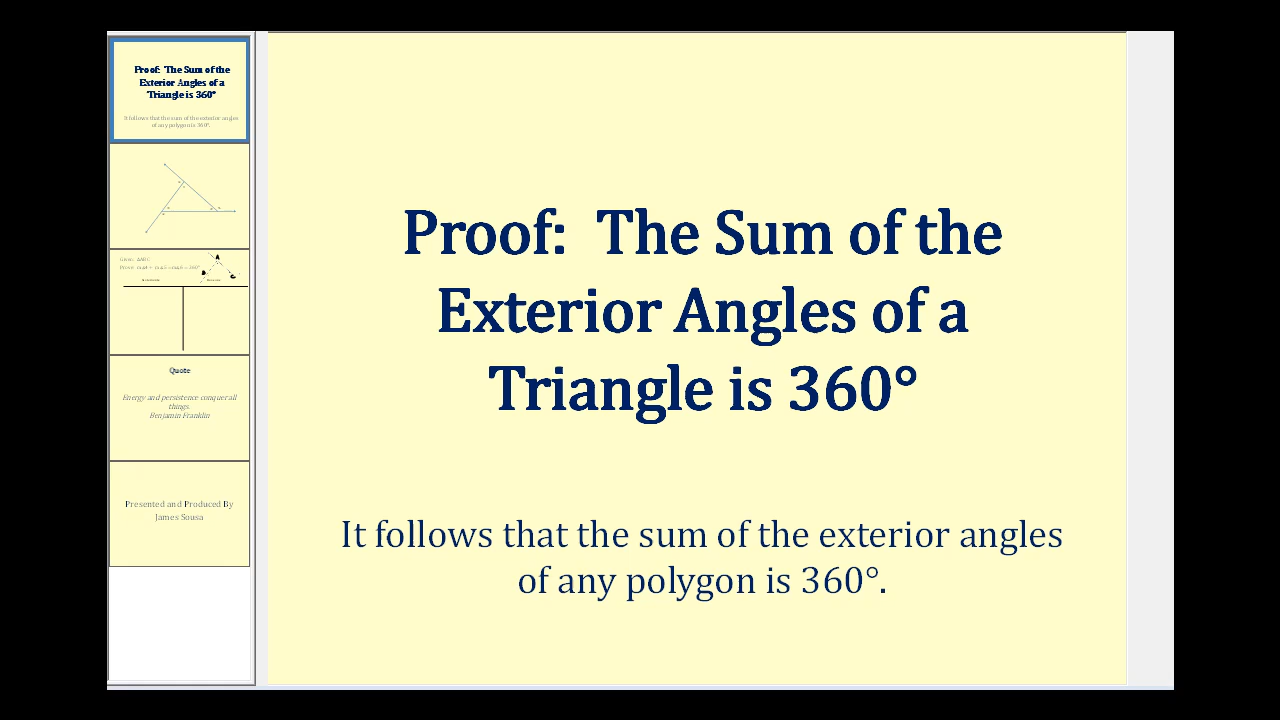 Proof: The Sum of the
Exterior Angles of a
Triangle is 360°
It follows that the sum of the exterior angles
of any polygon is 360°.
Proof: The Sum of the
Exterior Angles of a
Triangle is 360°
It follows that the sum of the exterior angles
of any polygon is 360°.
Quote
Energy and persistence conquer all
things.
Benjamin Franklin
Presented and Produced By
James Sousa